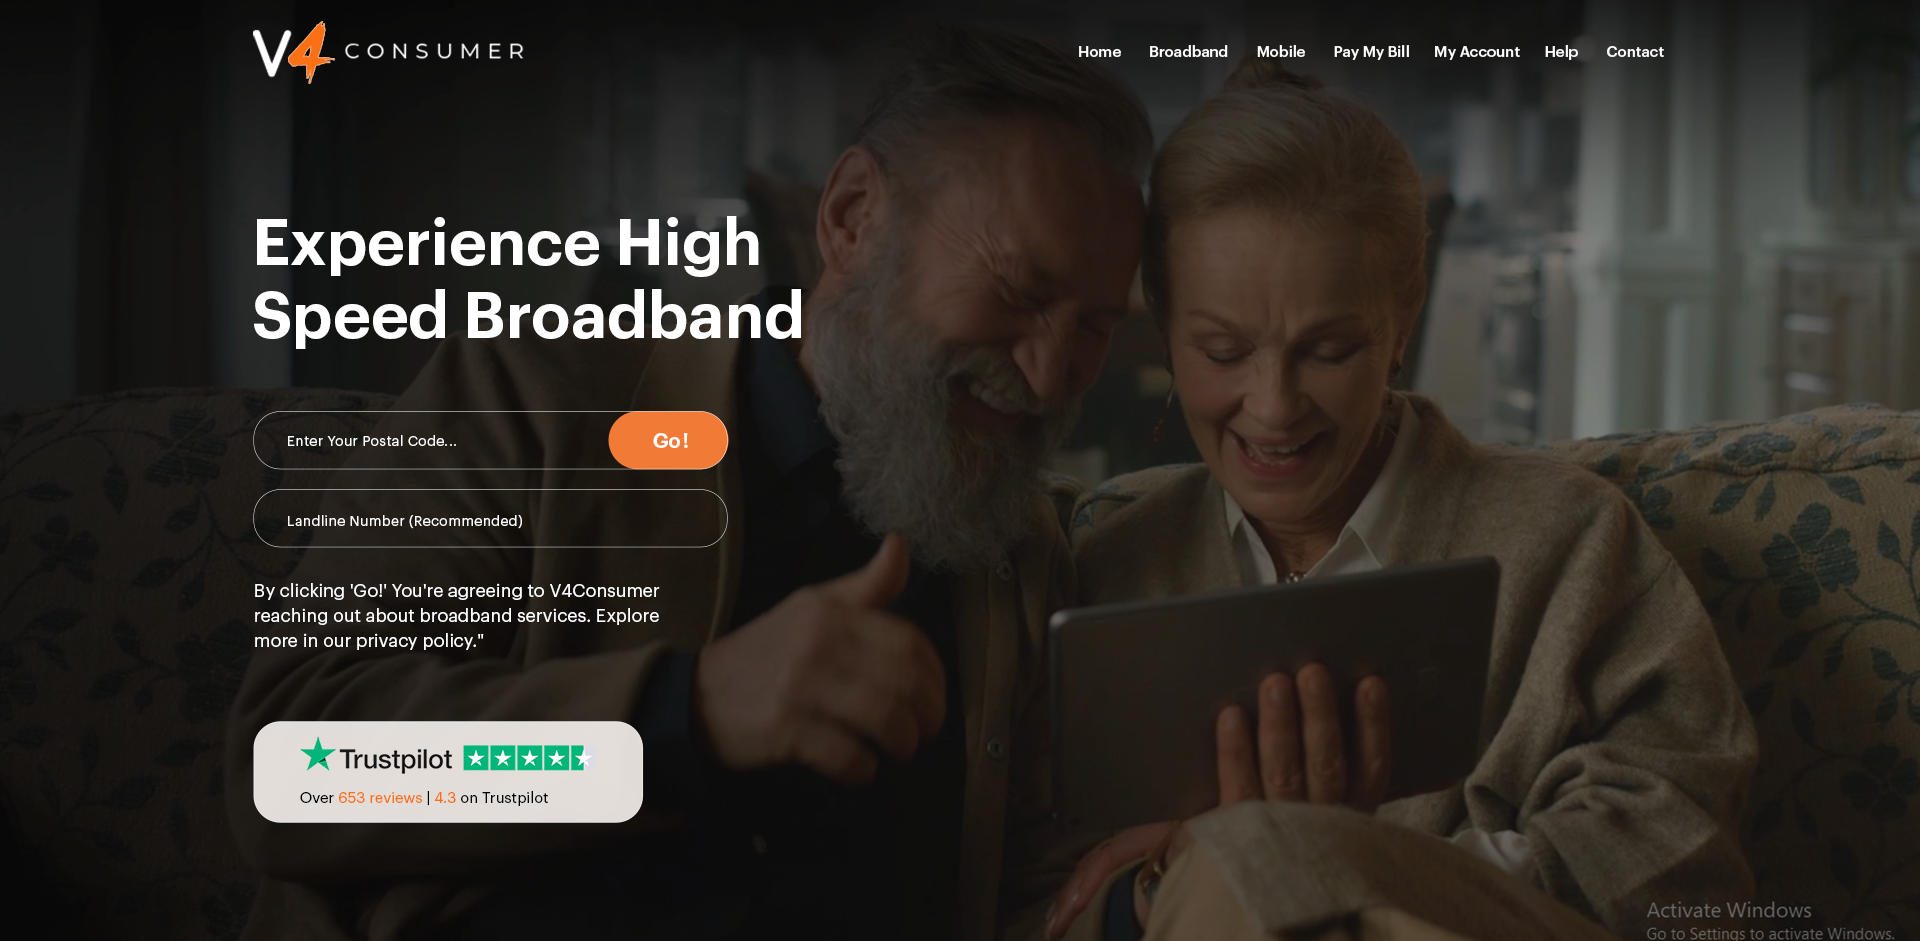 V4 CONSUMER
Home Broadband Mobile Pay My Bill My Account Help Contact
Experience High
Speed Broadband
Enter Your Postal Code...
Go!
Landline Number (Recommended)
By clicking 'Go!' You're agreeing to V4Consumer
reaching out about broadband services. Explore
more in our privacy policy."
Trustpilot
Over 653 reviews | 4.3 on Trustpilot
Activate Windows
Go to Settings to activate Windows.